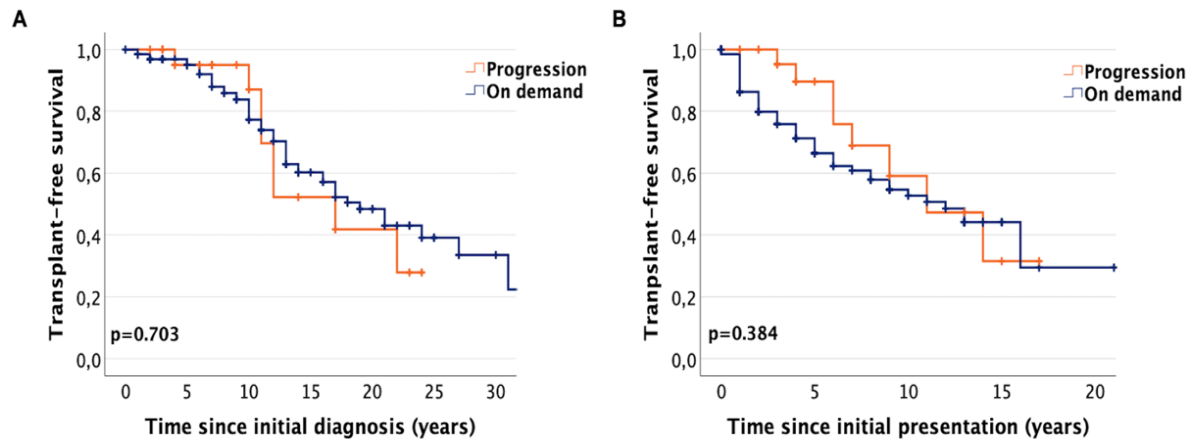 A
Transplant-free survival
1,0
0,8
0,6
0,4
0,2
0,0
Progression
On demand
p=0.703
0 5 10 15 20 25 30
Time since initial diagnosis (years)
B
Tranpslant-free survival
1,0
0,8
0,6
0,4
0,2
0,0
Progression
On demand
p=0.384
0 5 10 15 20
Time since initial presentation (years)